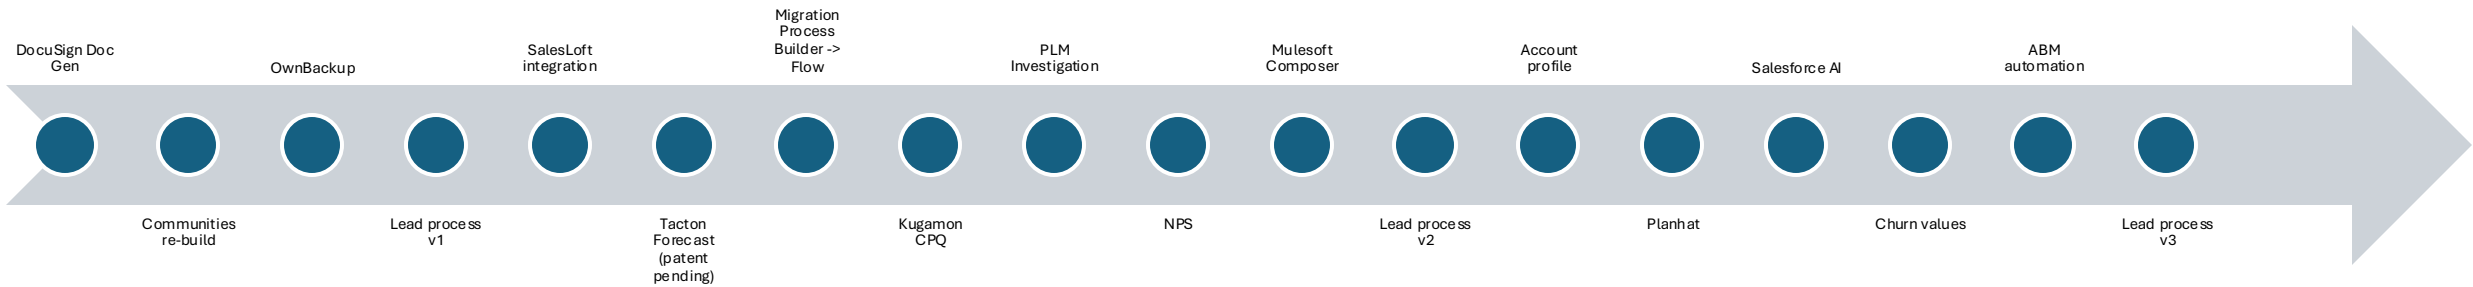 DocuSign Doc
Gen
Communities
re-build
OwnBackup
Lead process
v1
SalesLoft
integration
Tacton
Forecast
(patent
pending)
Migration
Process
Builder ->
Flow
Kugamon
CPQ
PLM
Investigation
NPS
Mulesoft
Composer
Lead process
v2
Account
profile
Planhat
Salesforce AI
Churn values
ABM
automation
Lead process
v3